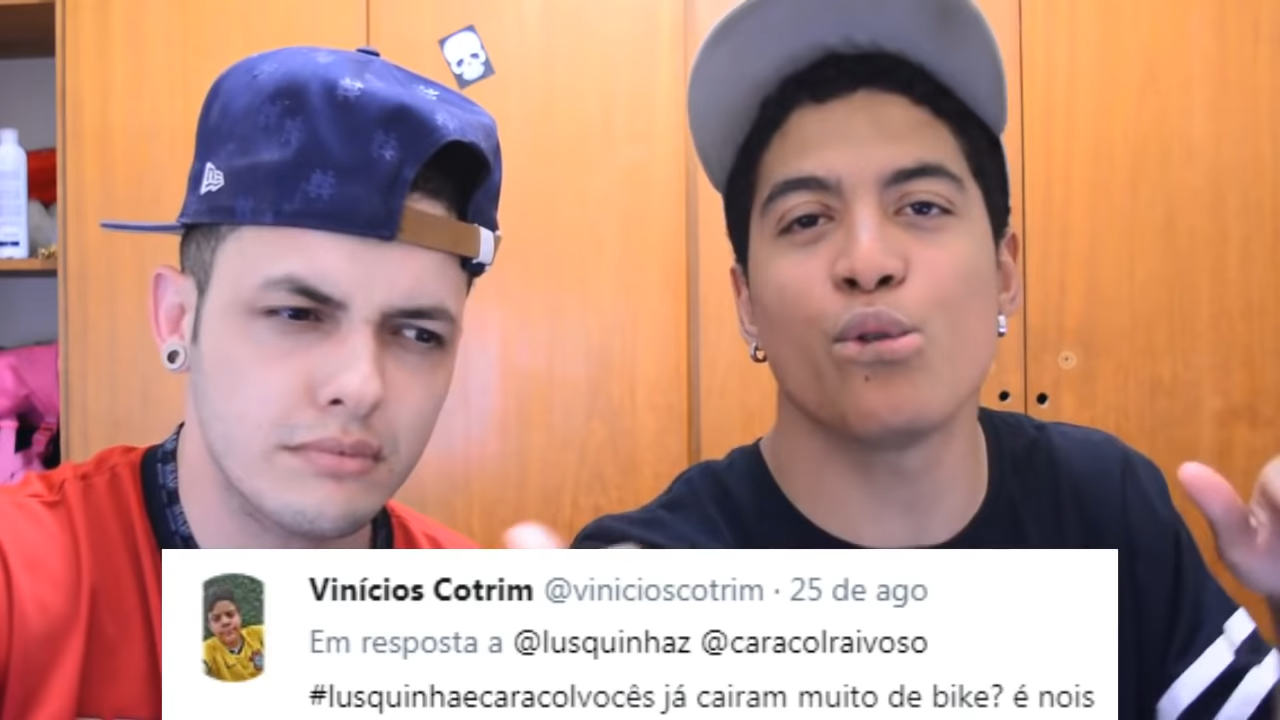 Vinícios Cotrim @vinicioscotrim · 25 de ago
Em resposta a @lusquinhaz @caracolraivoso
#lusquinhaecaracolvocês já cairam muito de bike? é nois